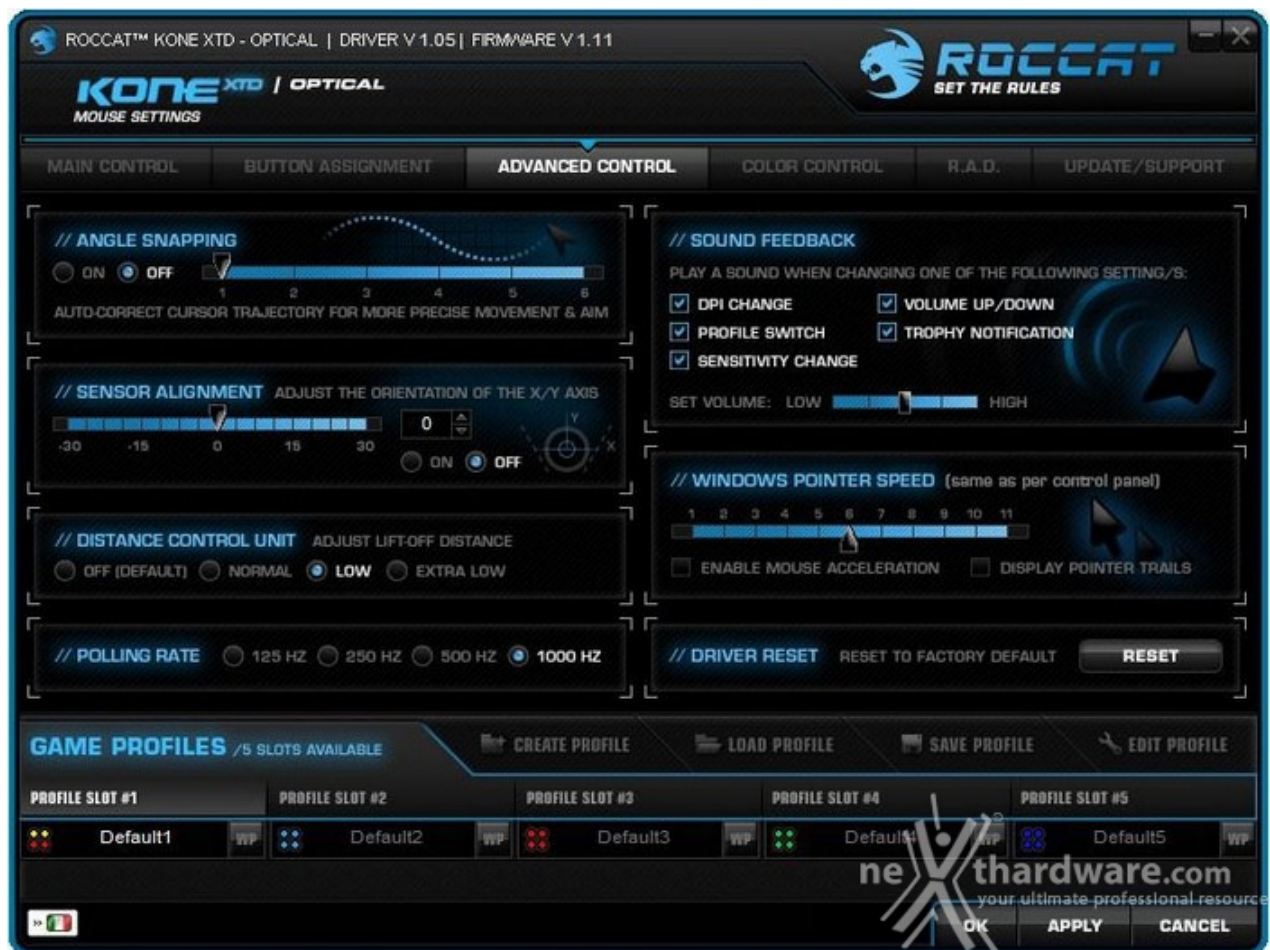 ROCCAT™ KONE XTD - OPTICAL | DRIVER V 1.05 | FIRMWARE V 1.11
ROCCAT
SET THE RULES
KONE XTD / OPTICAL
MOUSE SETTINGS
MAIN CONTROL BUTTON ASSIGNMENT ADVANCED CONTROL COLOR CONTROL R.A.D. UPDATE/SUPPORT
// ANGLE SNAPPING
ON OFF
1 2 3 4 5 6
AUTO-CORRECT CURSOR TRAJECTORY FOR MORE PRECISE MOVEMENT & AIM
// SENSOR ALIGNMENT ADJUST THE ORIENTATION OF THE X/Y AXIS
0
Y
X
-30 -15 0 15 30
ON OFF
// DISTANCE CONTROL UNIT ADJUST LIFT-OFF DISTANCE
OFF (DEFAULT) NORMAL LOW EXTRA LOW
// POLLING RATE 125 HZ 250 HZ 500 HZ 1000 HZ
// SOUND FEEDBACK
PLAY A SOUND WHEN CHANGING ONE OF THE FOLLOWING SETTING/S:
DPI CHANGE VOLUME UP/DOWN
PROFILE SWITCH TROPHY NOTIFICATION
SENSITIVITY CHANGE
SET VOLUME: LOW HIGH
// WINDOWS POINTER SPEED (same as per control panel)
1 2 3 4 5 6 7 8 9 10 11
ENABLE MOUSE ACCELERATION DISPLAY POINTER TRAILS
// DRIVER RESET RESET TO FACTORY DEFAULT RESET
GAME PROFILES /5 SLOTS AVAILABLE CREATE PROFILE LOAD PROFILE SAVE PROFILE EDIT PROFILE
PROFILE SLOT #1 PROFILE SLOT #2 PROFILE SLOT #3 PROFILE SLOT #4 PROFILE SLOT #5
Default1 WP Default2 WP Default3 WP Default4 WP Default5 WP
nexthardware.com
your ultimate professional resource
»
OK APPLY CANCEL